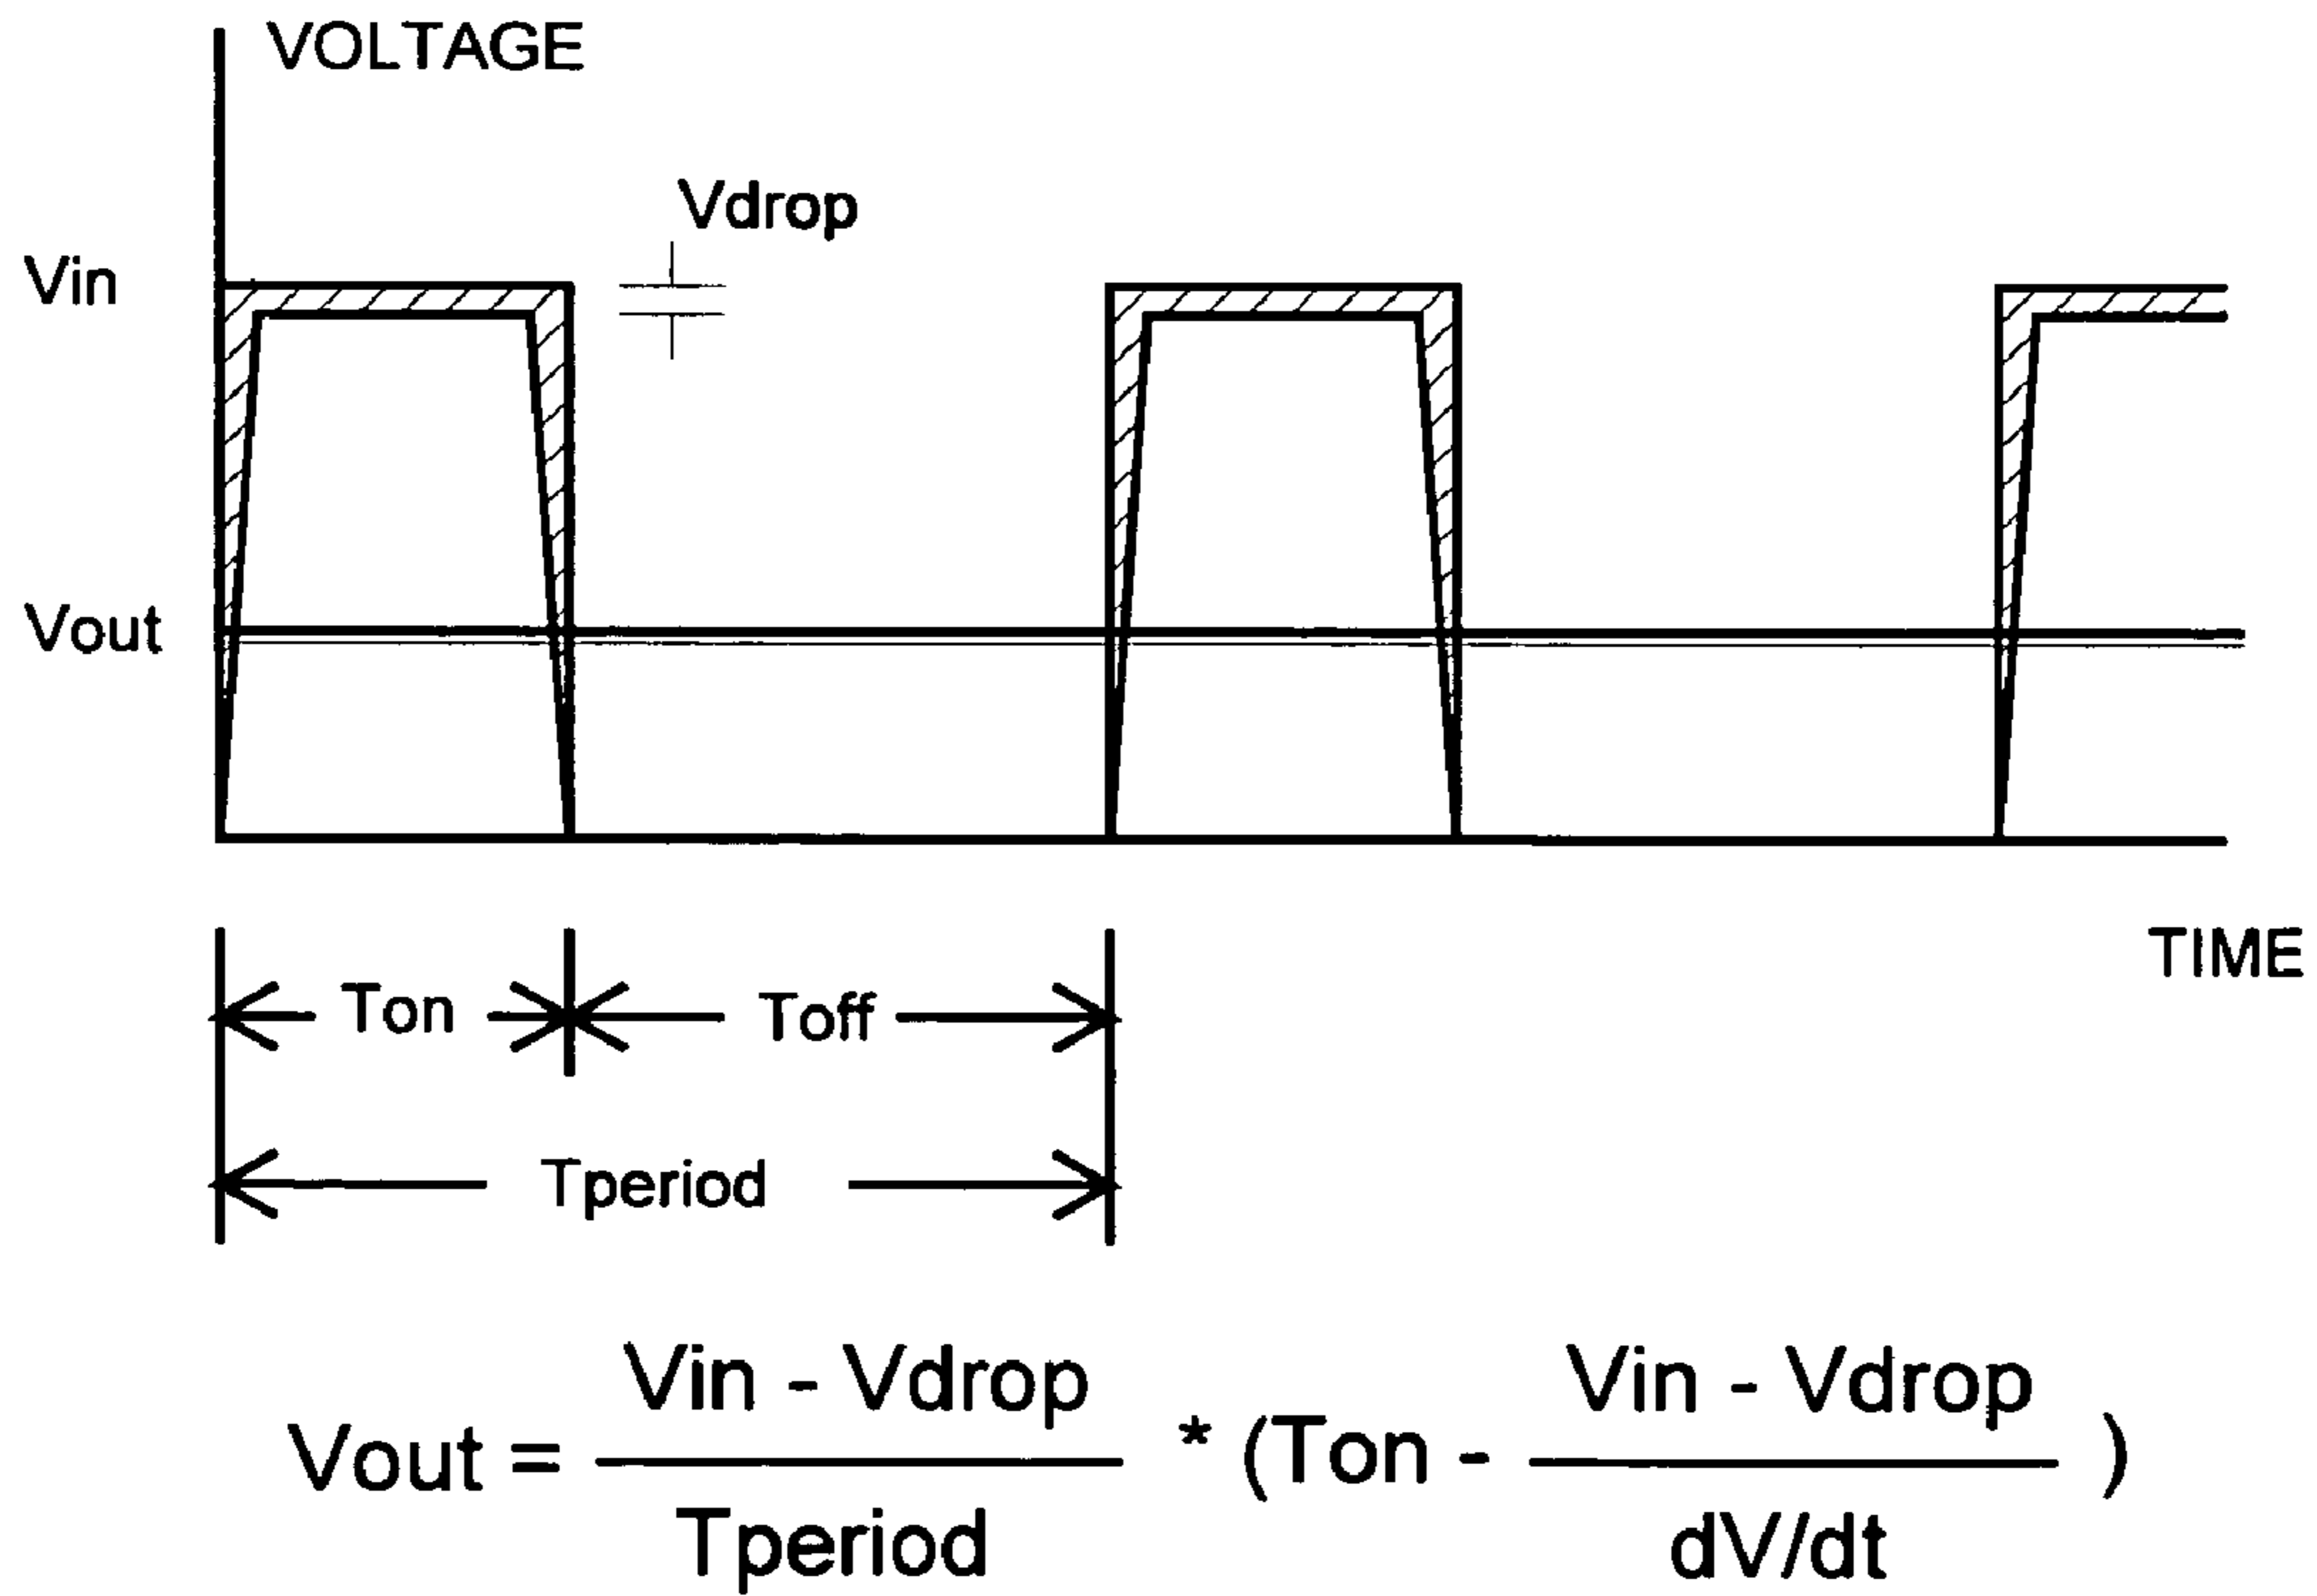 VOLTAGE
Vdrop
Vin
Vout
TIME
Ton
Toff
Tperiod
Vin - Vdrop
Vin - Vdrop
Vout =
* (Ton -
)
Tperiod
dV/dt